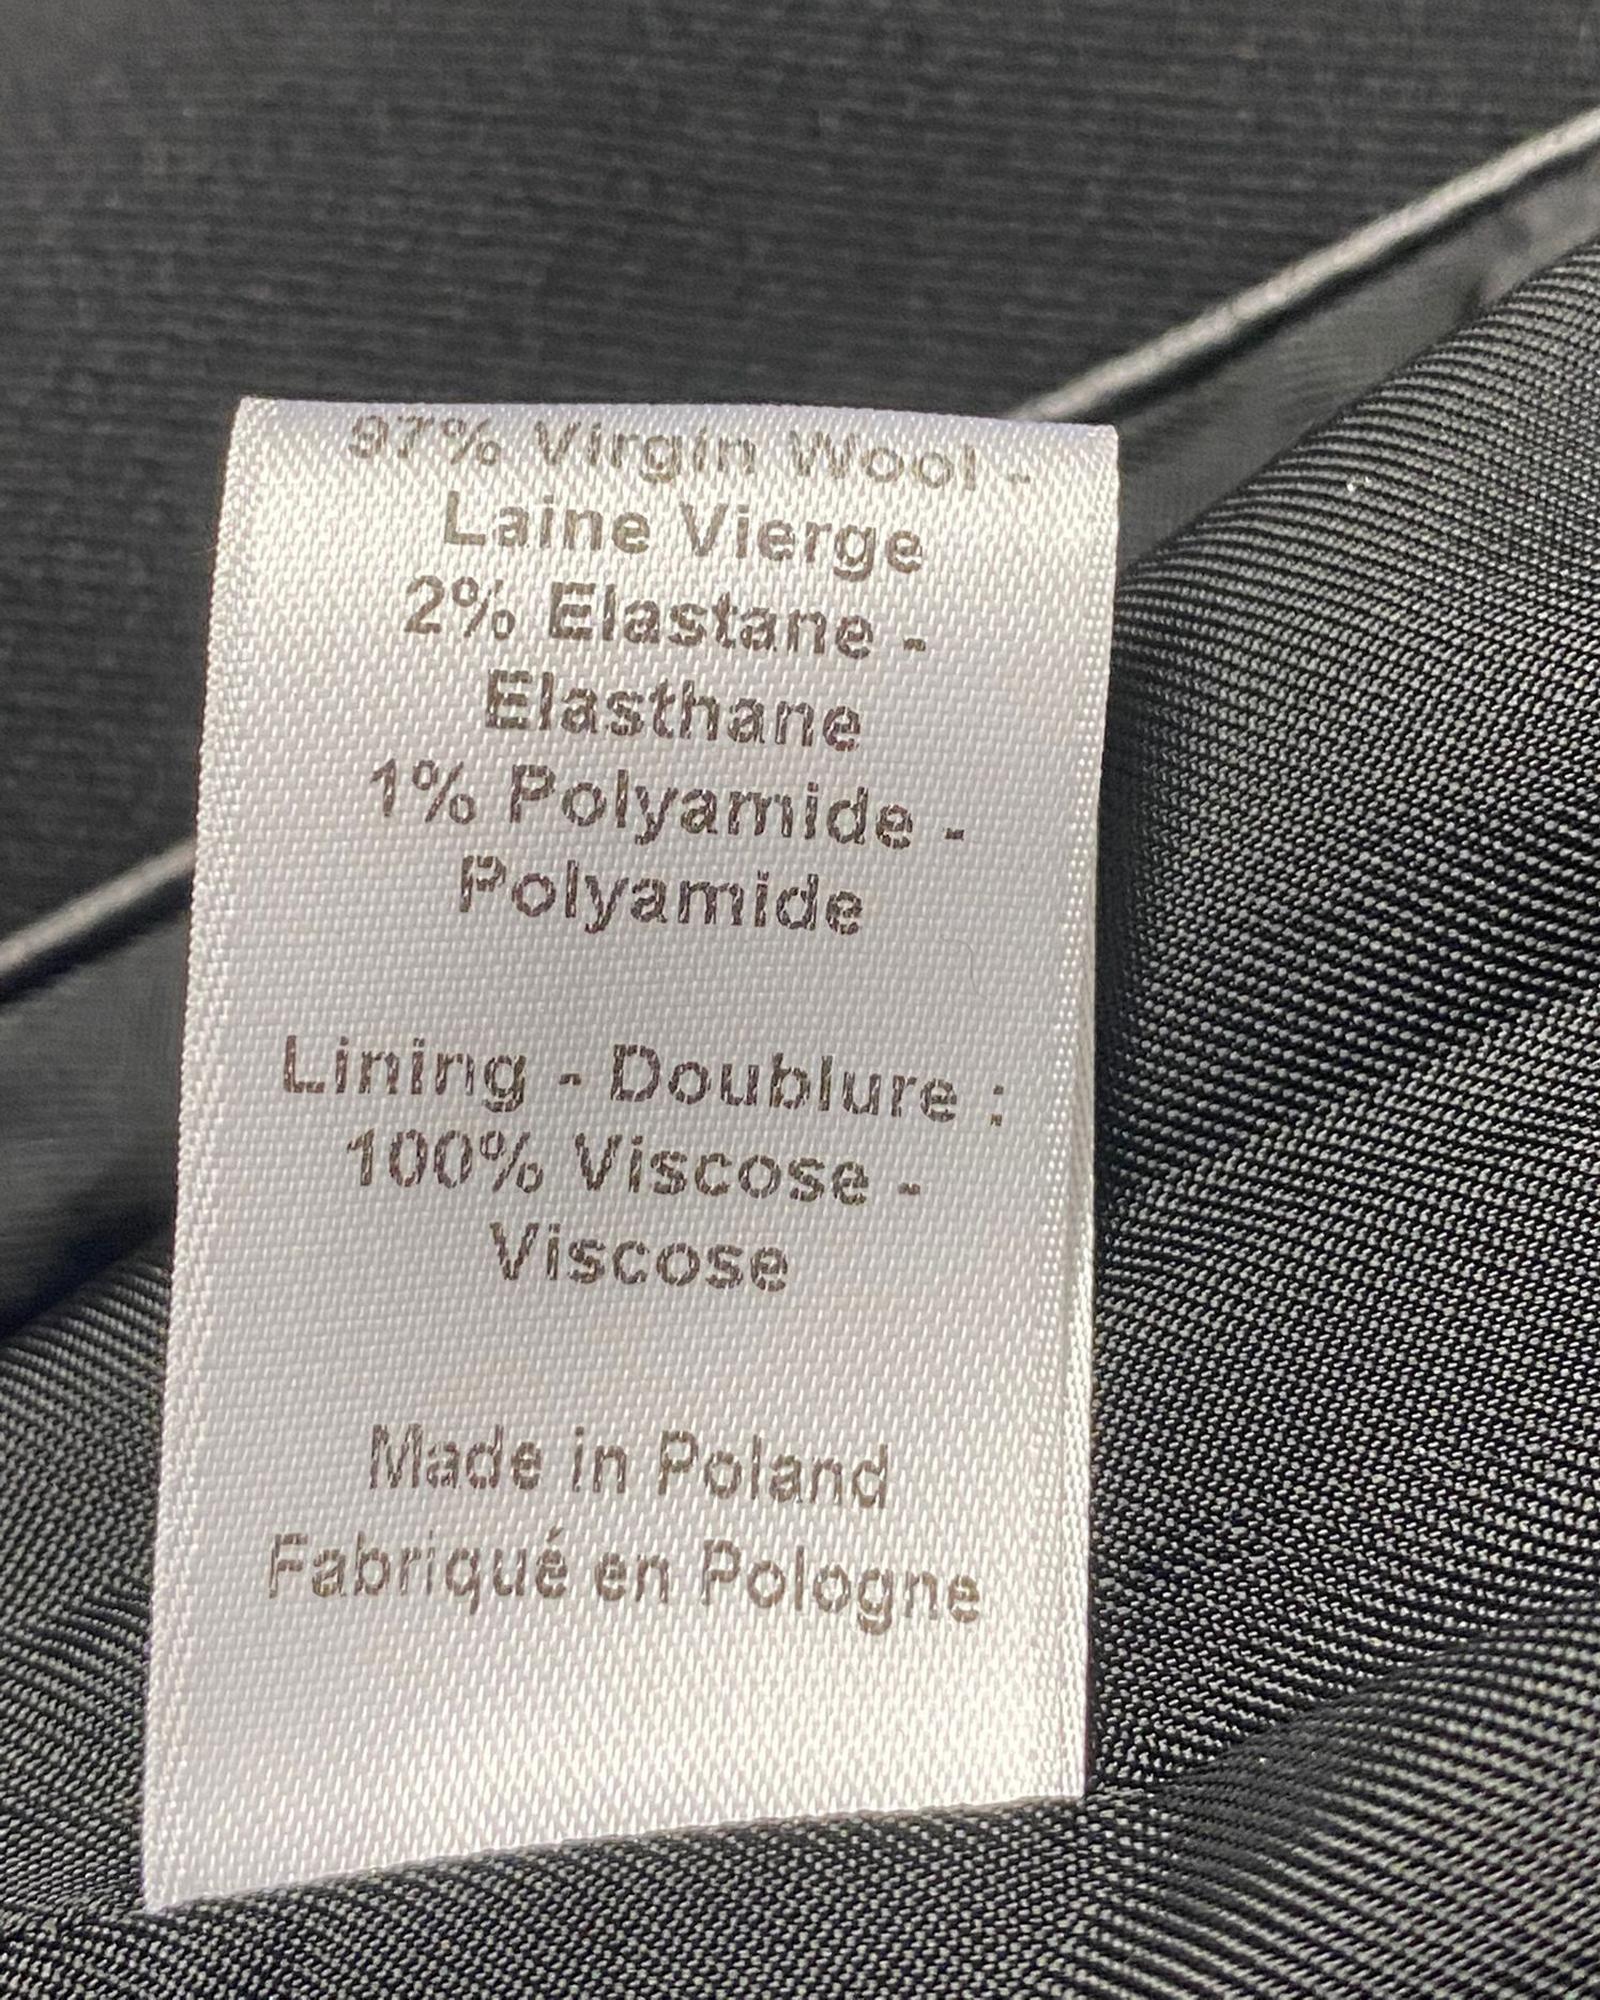 97% Virgin Wool -
Laine Vierge
2% Elastane -
Elasthane
1% Polyamide -
Polyamide
Lining - Doublure :
100% Viscose -
Viscose
Made in Poland
Fabriqué en Pologne